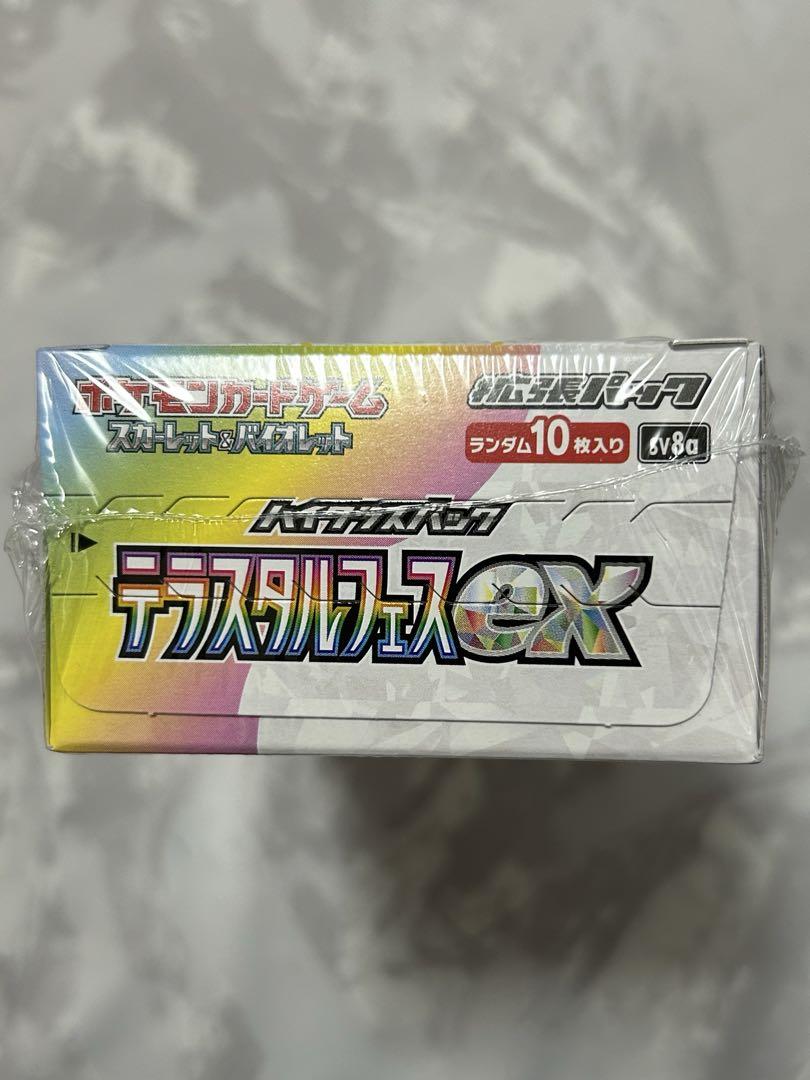 ポケモンカードゲーム
スカーレット&バイオレット
拡張パック
ランダム10枚入り
sv8a
ハイクラスパック
テラスタルフェスex